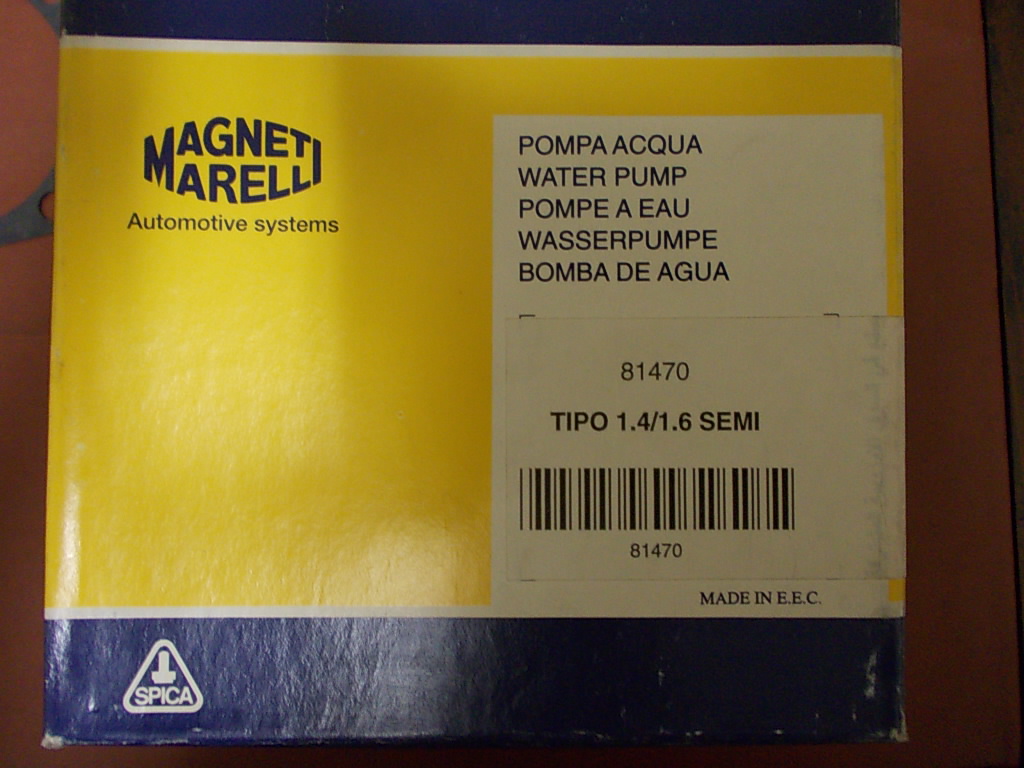 MAGNETI
MARELLI
Automotive systems
POMPA ACQUA
WATER PUMP
POMPE A EAU
WASSERPUMPE
BOMBA DE AGUA
81470
TIPO 1.4/1.6 SEMI
81470
MADE IN E.E.C.
SPICA